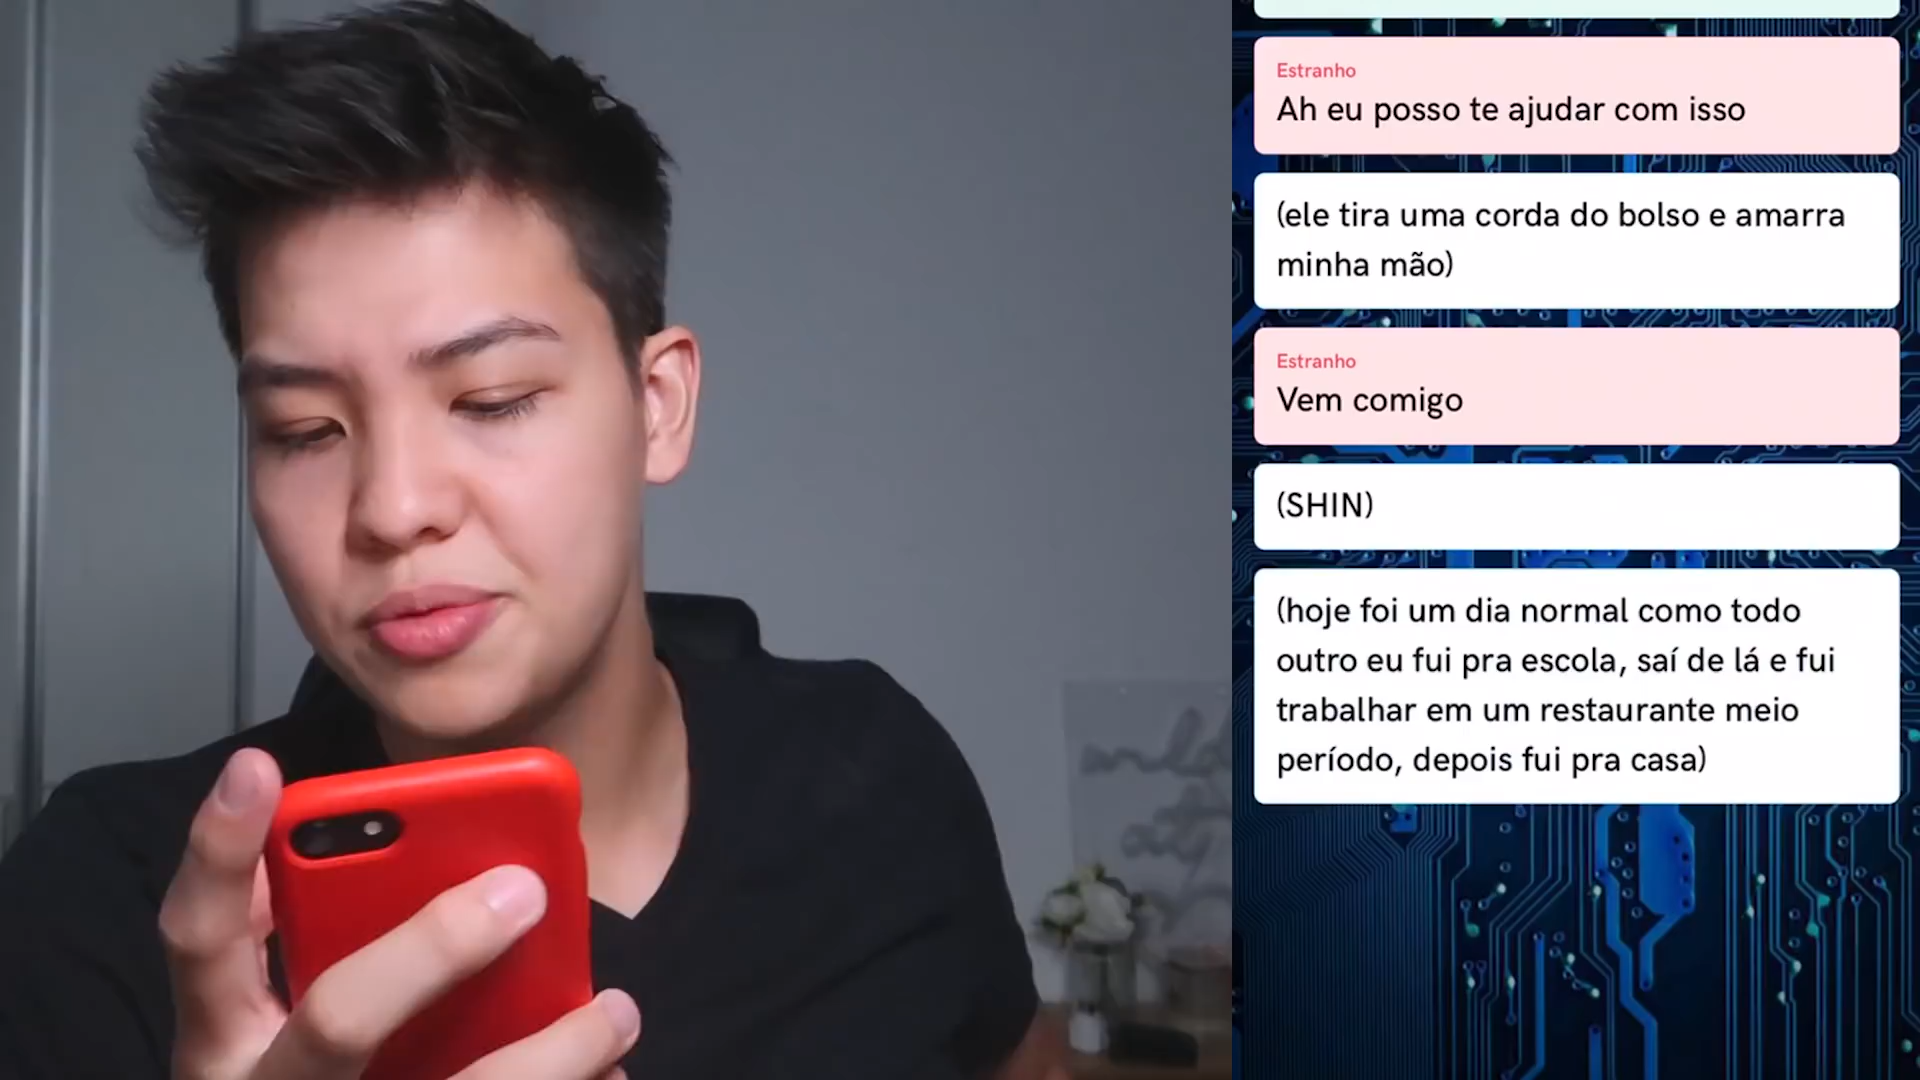 Estranho
Ah eu posso te ajudar com isso
(ele tira uma corda do bolso e amarra
minha mão)
Estranho
Vem comigo
(SHIN)
(hoje foi um dia normal como todo
outro eu fui pra escola, saí de lá e fui
trabalhar em um restaurante meio
período, depois fui pra casa)